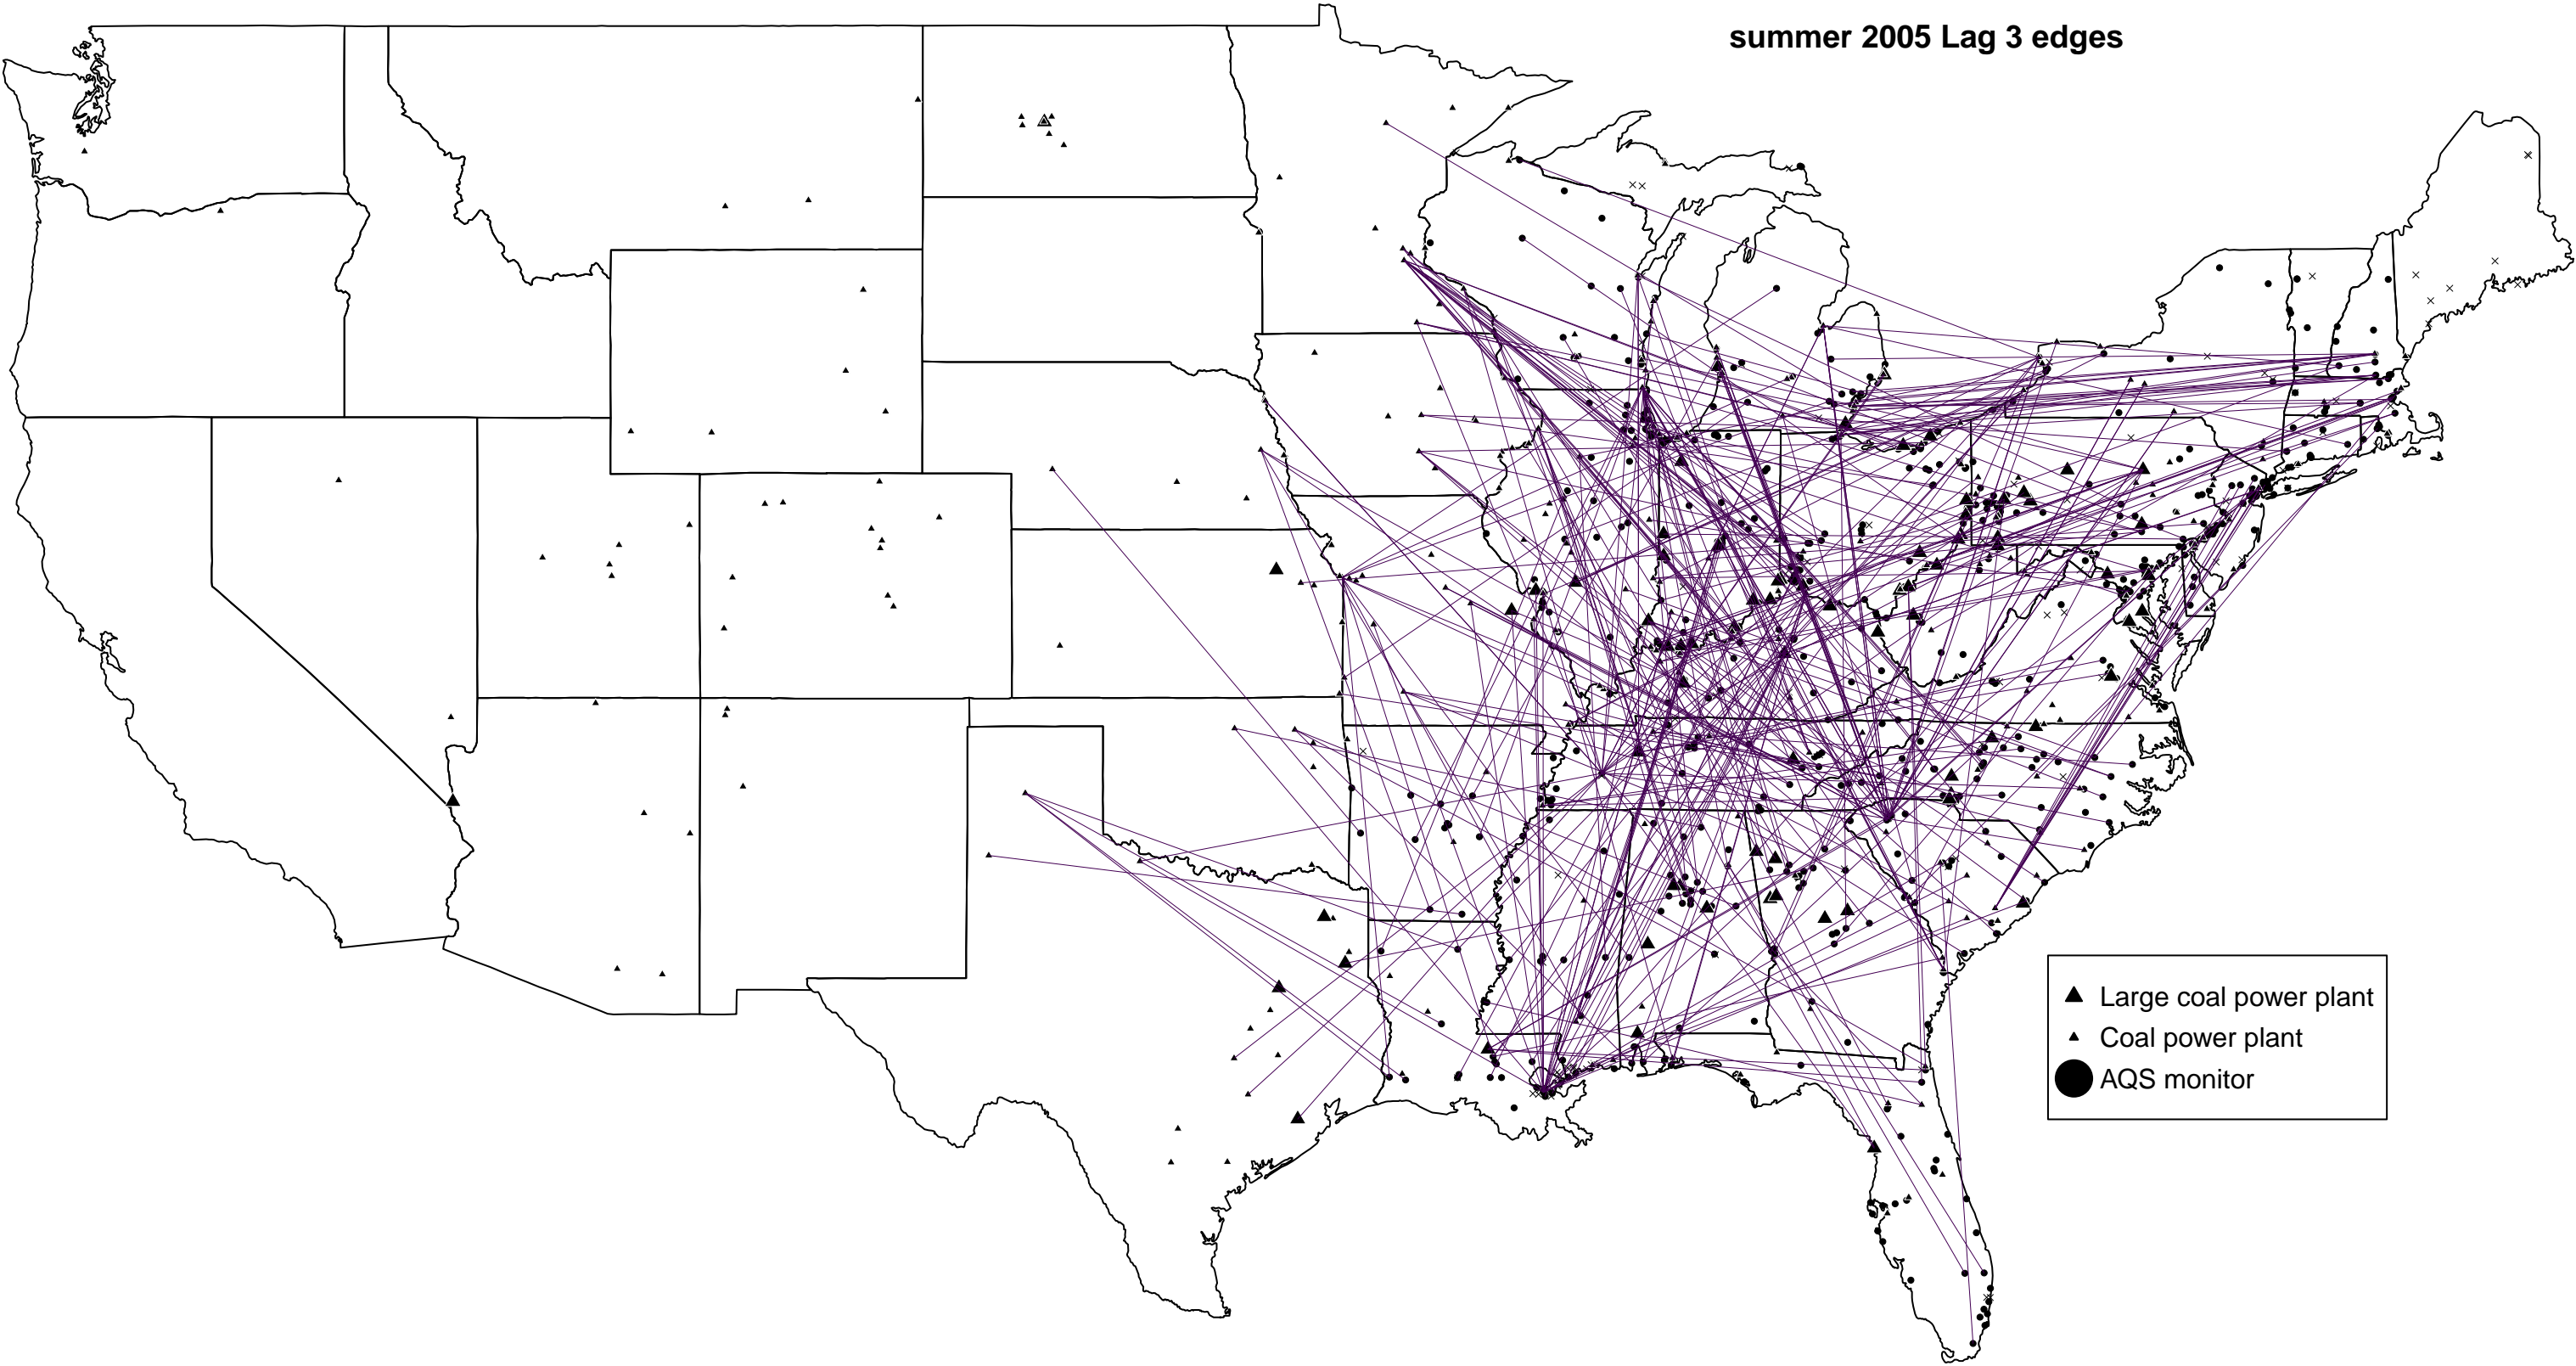 summer 2005 Lag 3 edges
Large coal power plant
Coal power plant
AQS monitor